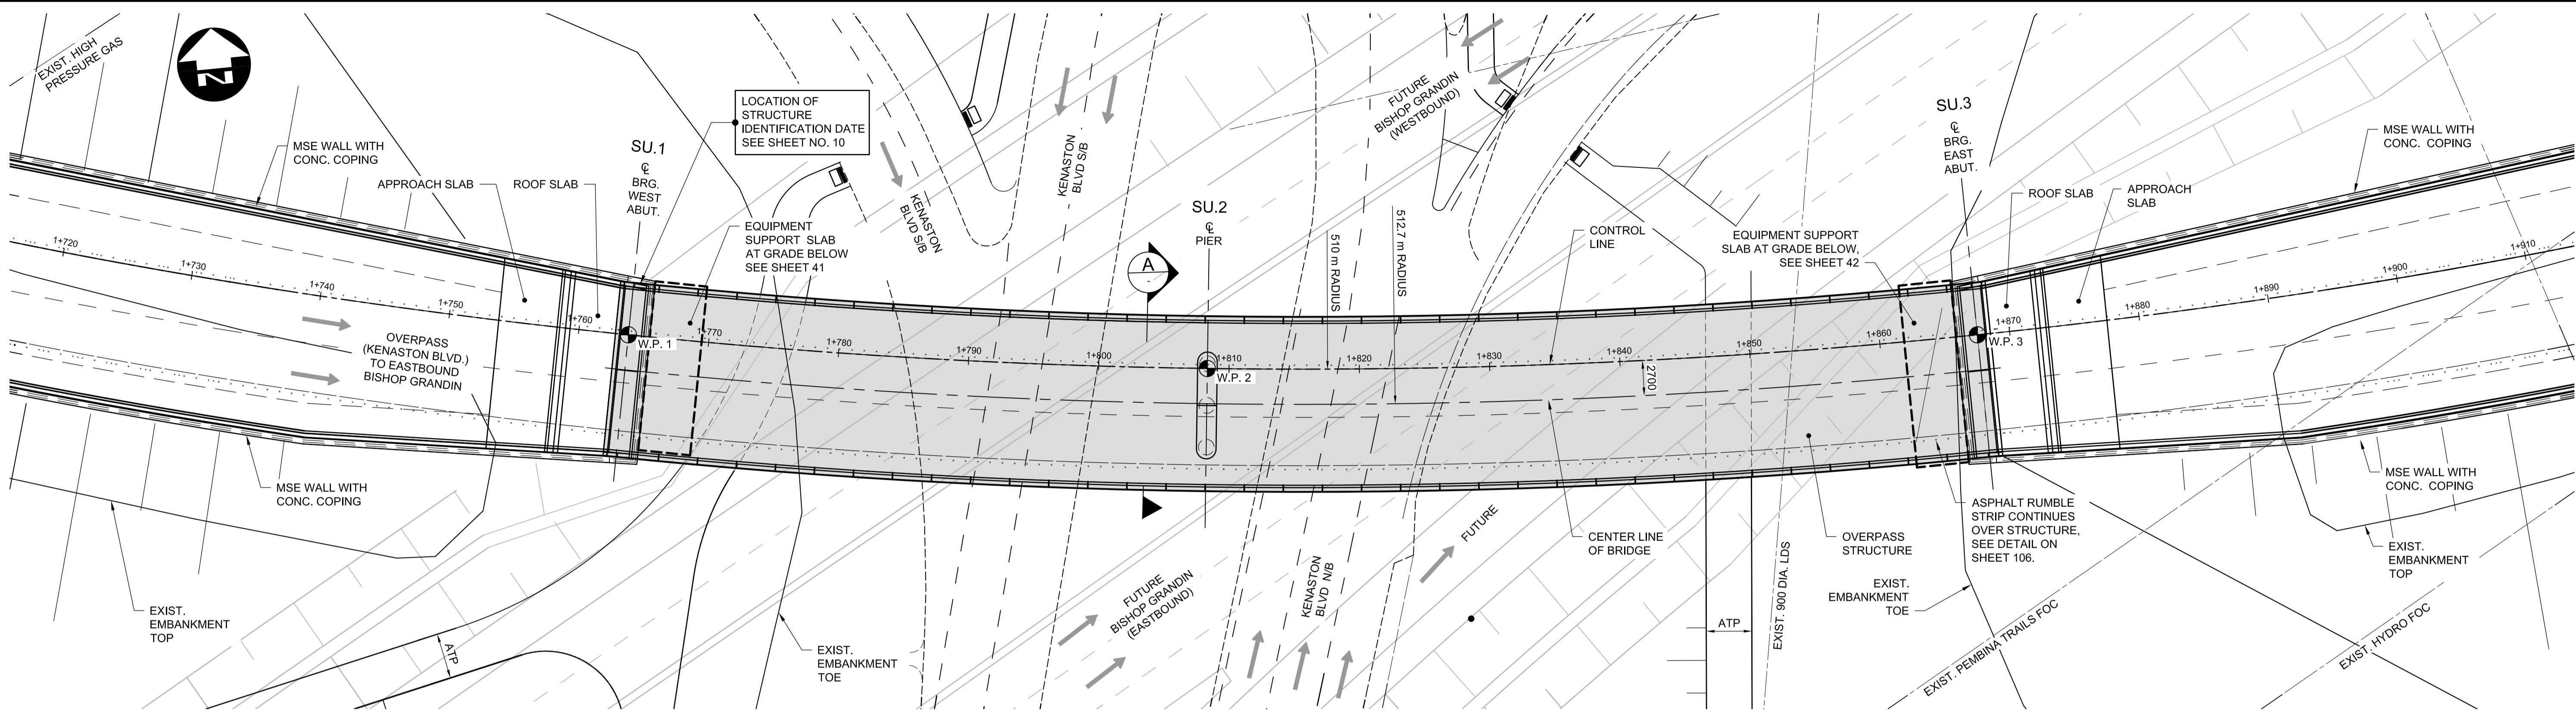 EXIST. HIGH
PRESSURE GAS
N
MSE WALL WITH
CONC. COPING
APPROACH SLAB
ROOF SLAB
SU.1
℄
BRG.
WEST
ABUT.
LOCATION OF
STRUCTURE
IDENTIFICATION DATE
SEE SHEET NO. 10
EQUIPMENT
SUPPORT SLAB
AT GRADE BELOW
SEE SHEET 41
KENASTON
BLVD S/B
KENASTON
BLVD S/B
A
-
SU.2
℄
PIER
510 m RADIUS
512.7 m RADIUS
FUTURE
BISHOP GRANDIN
(WESTBOUND)
CONTROL
LINE
EQUIPMENT SUPPORT
SLAB AT GRADE BELOW,
SEE SHEET 42
SU.3
℄
BRG.
EAST
ABUT.
ROOF SLAB
APPROACH
SLAB
MSE WALL WITH
CONC. COPING
1+720
1+730
1+740
1+750
1+760
1+770
1+780
1+790
1+800
1+810
1+820
1+830
1+840
1+850
1+860
1+870
1+880
1+890
1+900
1+910
W.P. 1
W.P. 2
W.P. 3
2700
OVERPASS
(KENASTON BLVD.)
TO EASTBOUND
BISHOP GRANDIN
MSE WALL WITH
CONC. COPING
EXIST.
EMBANKMENT
TOP
ATP
EXIST.
EMBANKMENT
TOE
FUTURE
BISHOP GRANDIN
(EASTBOUND)
KENASTON
BLVD N/B
FUTURE
CENTER LINE
OF BRIDGE
ATP
EXIST. 900 DIA. LDS
OVERPASS
STRUCTURE
EXIST.
EMBANKMENT
TOE
ASPHALT RUMBLE
STRIP CONTINUES
OVER STRUCTURE,
SEE DETAIL ON
SHEET 106.
EXIST. PEMBINA TRAILS FOC
EXIST. HYDRO FOC
MSE WALL WITH
CONC. COPING
EXIST.
EMBANKMENT
TOP